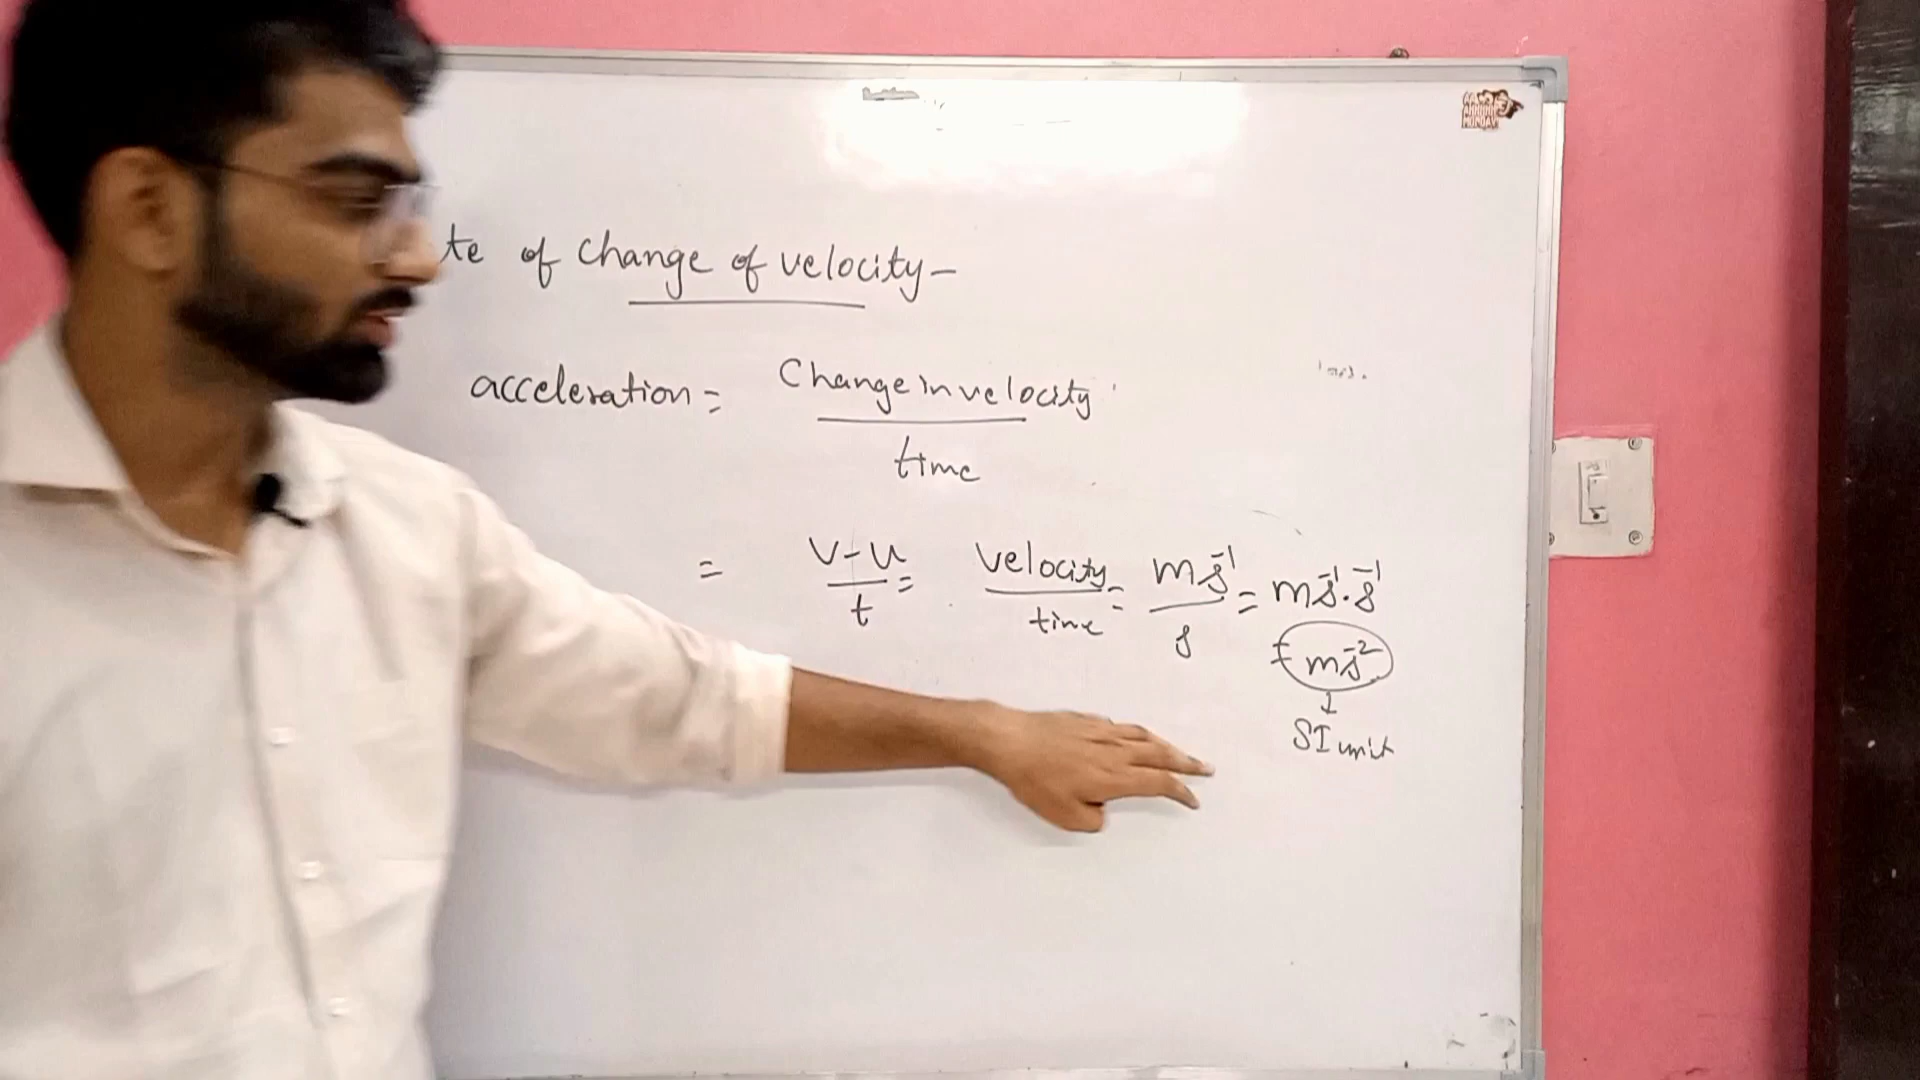 te of change of velocity-
acceleration = Change in velocity / time
= v-u / t = velocity / time = ms⁻¹ / s = ms⁻¹.s⁻¹
= ms⁻²
↓
SI unit